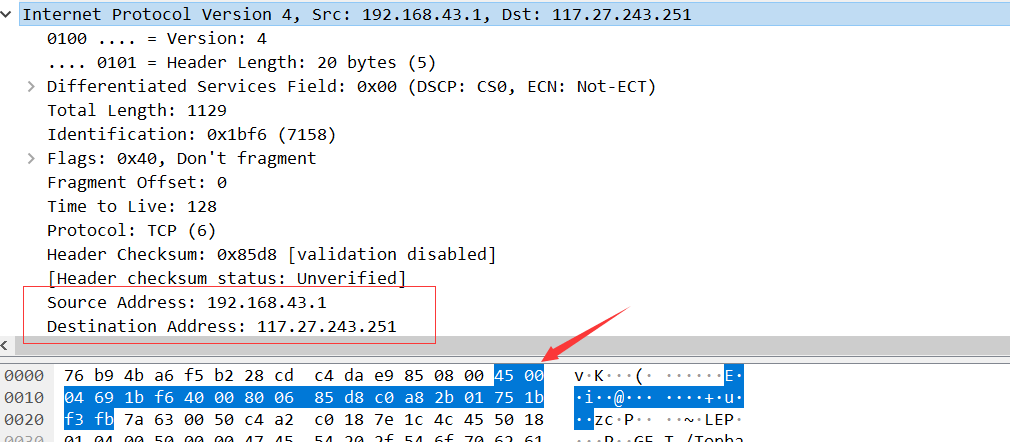 Internet Protocol Version 4, Src: 192.168.43.1, Dst: 117.27.243.251
0100 .... = Version: 4
.... 0101 = Header Length: 20 bytes (5)
Differentiated Services Field: 0x00 (DSCP: CS0, ECN: Not-ECT)
Total Length: 1129
Identification: 0x1bf6 (7158)
Flags: 0x40, Don't fragment
Fragment Offset: 0
Time to Live: 128
Protocol: TCP (6)
Header Checksum: 0x85d8 [validation disabled]
[Header checksum status: Unverified]
Source Address: 192.168.43.1
Destination Address: 117.27.243.251
0000 76 b9 4b a6 f5 b2 28 cd c4 da e9 85 08 00 45 00 v·K···(· ······E·
0010 04 69 1b f6 40 00 80 06 85 d8 c0 a8 2b 01 75 1b ·i··@··· ····+·u·
0020 f3 fb 7a 63 00 50 c4 a2 c0 18 7e 1c 4c 45 50 18 ··zc·P·· ··~·LEP·